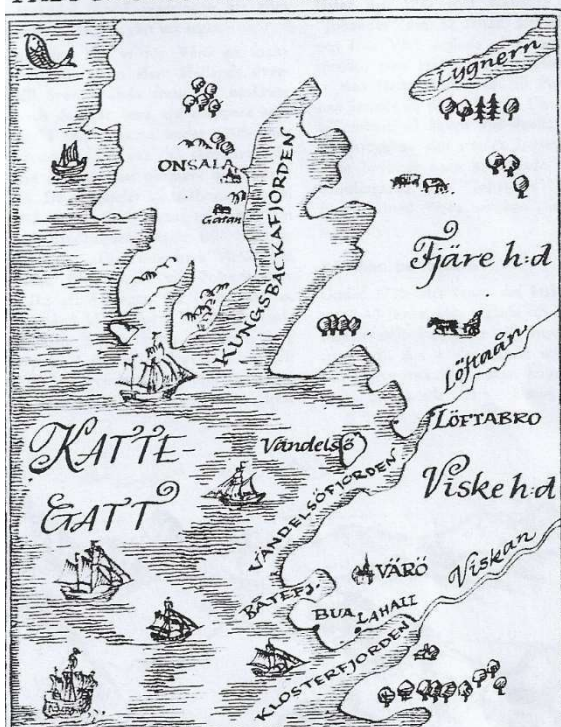 Lygnern
ONSALA
Gatan
KUNGSBACKAFJORDEN
Fjäre h:d
Löftaån
LÖFTABRO
KATTE-
GATT
Vändelsö
VÄNDELSÖFJORDEN
Viske h:d
VÄRÖ
Viskan
BÅTEFJ.
BUA
LAHALL
KLOSTERFJORDEN